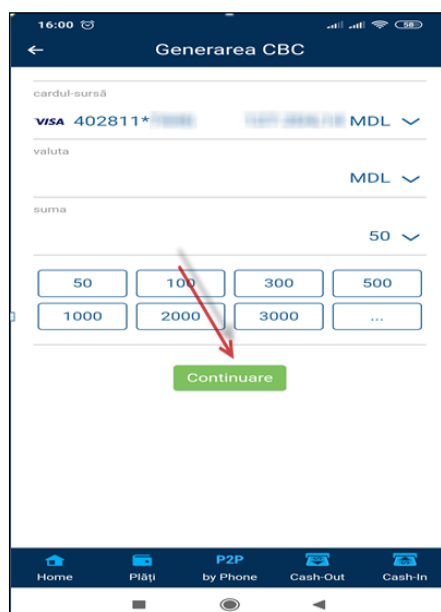 16:00 58
Generarea CBC
cardul-sursă
VISA 402811* MDL
valuta
MDL
suma
50
50 100 300 500
1000 2000 3000 ...
Continuare
P2P
Home Plăți by Phone Cash-Out Cash-In